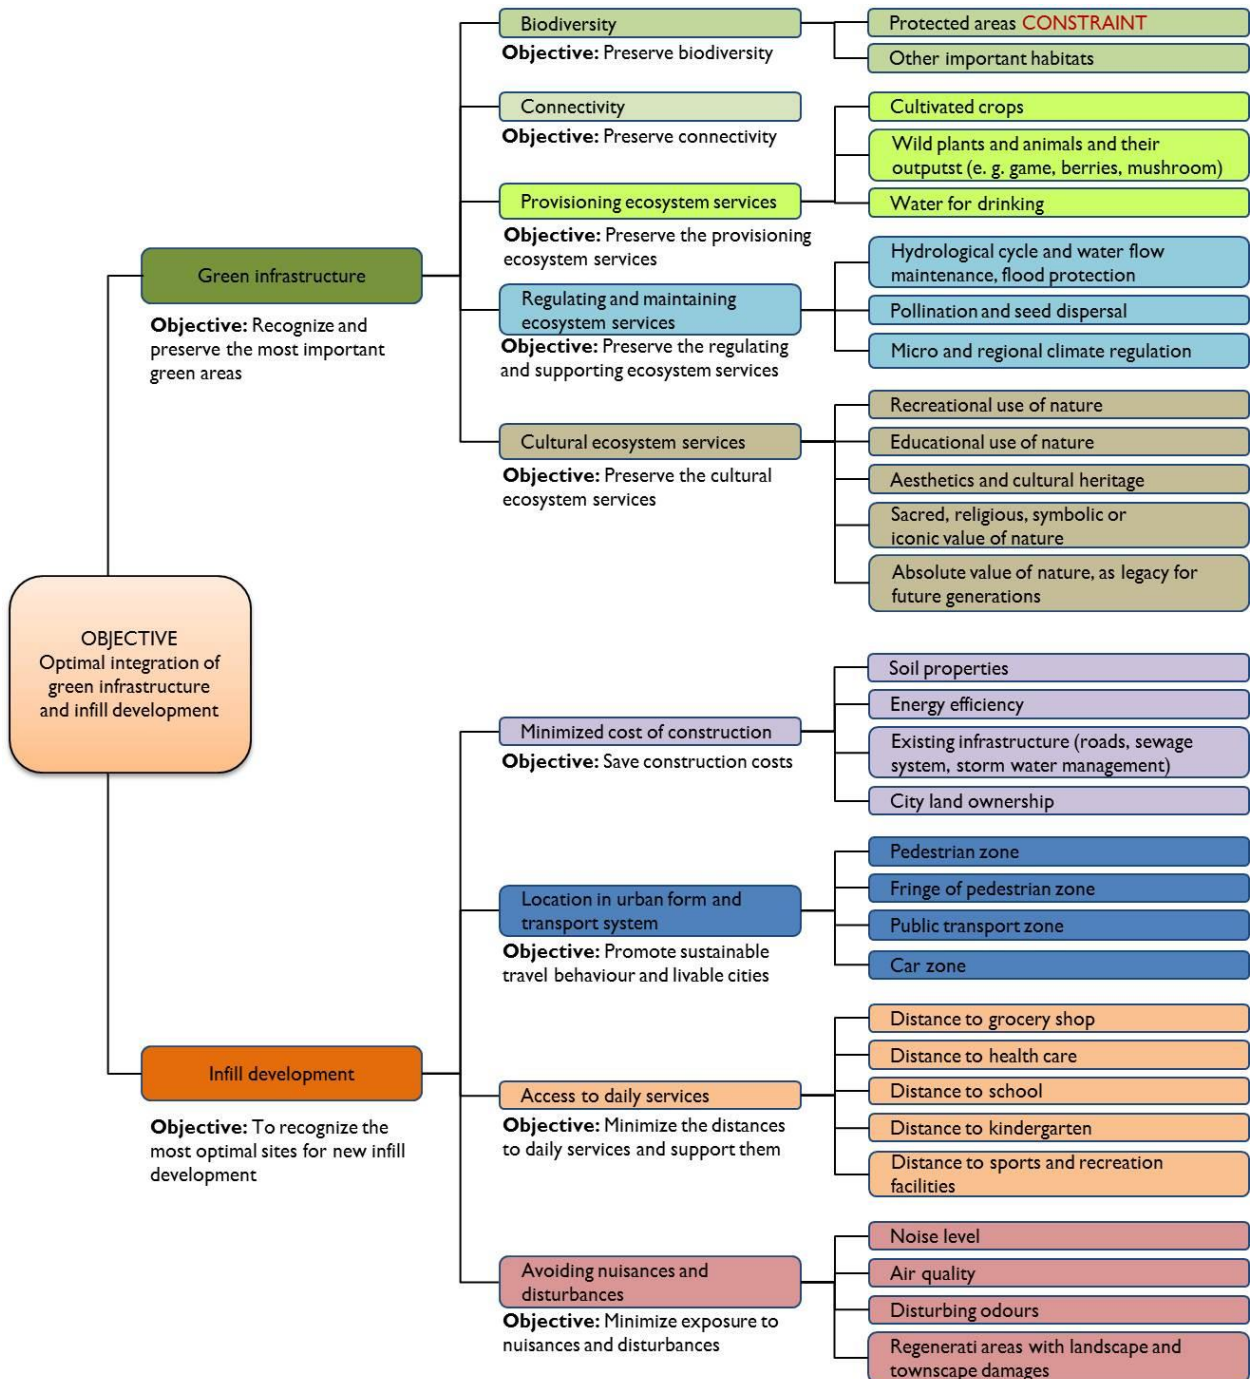 Biodiversity
Objective: Preserve biodiversity
Protected areas CONSTRAINT
Other important habitats
Connectivity
Objective: Preserve connectivity
Provisioning ecosystem services
Objective: Preserve the provisioning
ecosystem services
Cultivated crops
Wild plants and animals and their
outputst (e. g. game, berries, mushroom)
Water for drinking
Green infrastructure
Objective: Recognize and
preserve the most important
green areas
Regulating and maintaining
ecosystem services
Objective: Preserve the regulating
and supporting ecosystem services
Hydrological cycle and water flow
maintenance, flood protection
Pollination and seed dispersal
Micro and regional climate regulation
Cultural ecosystem services
Objective: Preserve the cultural
ecosystem services
Recreational use of nature
Educational use of nature
Aesthetics and cultural heritage
Sacred, religious, symbolic or
iconic value of nature
Absolute value of nature, as legacy for
future generations
OBJECTIVE
Optimal integration of
green infrastructure
and infill development
Minimized cost of construction
Objective: Save construction costs
Soil properties
Energy efficiency
Existing infrastructure (roads, sewage
system, storm water management)
City land ownership
Location in urban form and
transport system
Objective: Promote sustainable
travel behaviour and livable cities
Pedestrian zone
Fringe of pedestrian zone
Public transport zone
Car zone
Infill development
Objective: To recognize the
most optimal sites for new infill
development
Access to daily services
Objective: Minimize the distances
to daily services and support them
Distance to grocery shop
Distance to health care
Distance to school
Distance to kindergarten
Distance to sports and recreation
facilities
Avoiding nuisances and
disturbances
Objective: Minimize exposure to
nuisances and disturbances
Noise level
Air quality
Disturbing odours
Regenerati areas with landscape and
townscape damages